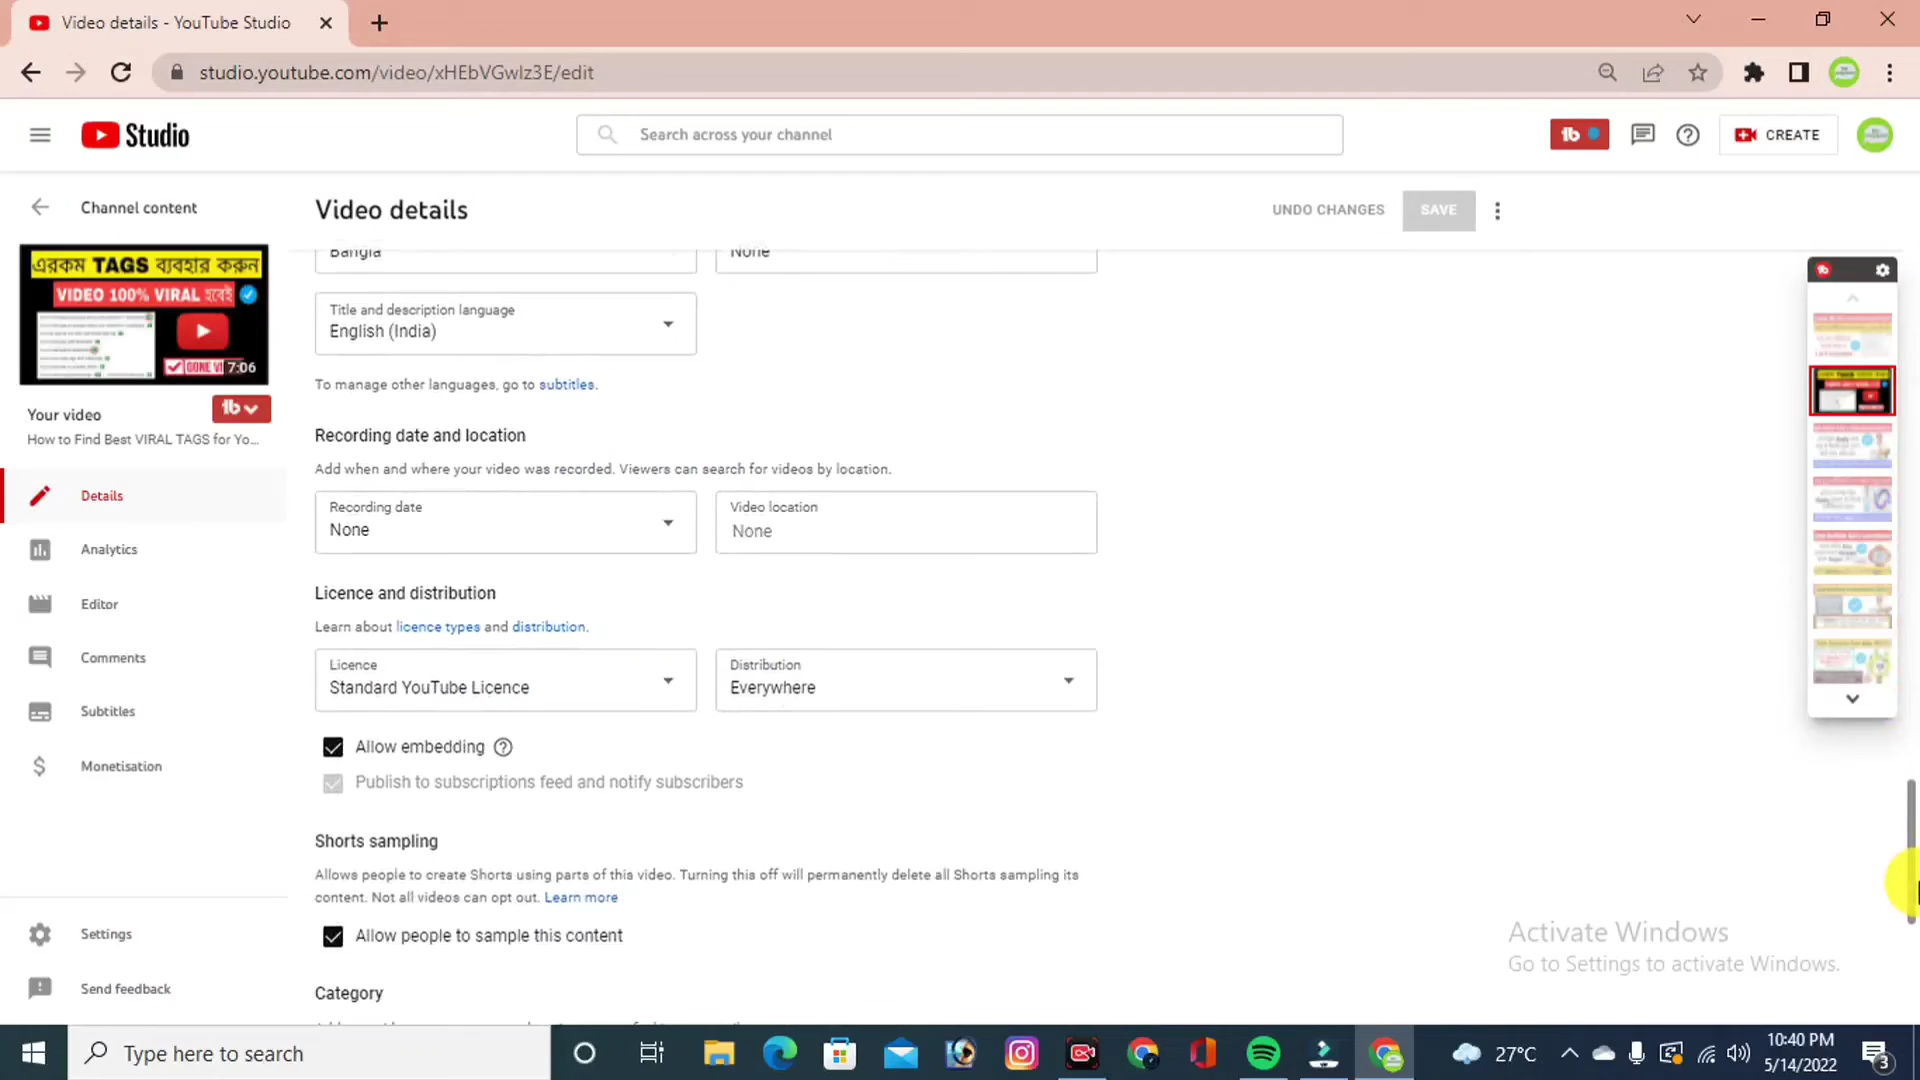 Video details - YouTube Studio
studio.youtube.com/video/xHEbVGwIz3E/edit
Studio
Search across your channel
CREATE
Channel content
Video details
UNDO CHANGES
SAVE
এরকম TAGS ব্যবহার করুন
VIDEO 100% VIRAL হবেই
7:06
Your video
How to Find Best VIRAL TAGS for Yo...
Details
Analytics
Editor
Comments
Subtitles
Monetisation
Settings
Send feedback
Bangla
None
Title and description language
English (India)
To manage other languages, go to subtitles.
Recording date and location
Add when and where your video was recorded. Viewers can search for videos by location.
Recording date
None
Video location
None
Licence and distribution
Learn about licence types and distribution.
Licence
Standard YouTube Licence
Distribution
Everywhere
Allow embedding
Publish to subscriptions feed and notify subscribers
Shorts sampling
Allows people to create Shorts using parts of this video. Turning this off will permanently delete all Shorts sampling its
content. Not all videos can opt out. Learn more
Allow people to sample this content
Category
Activate Windows
Go to Settings to activate Windows.
Type here to search
27°C
10:40 PM
5/14/2022
3